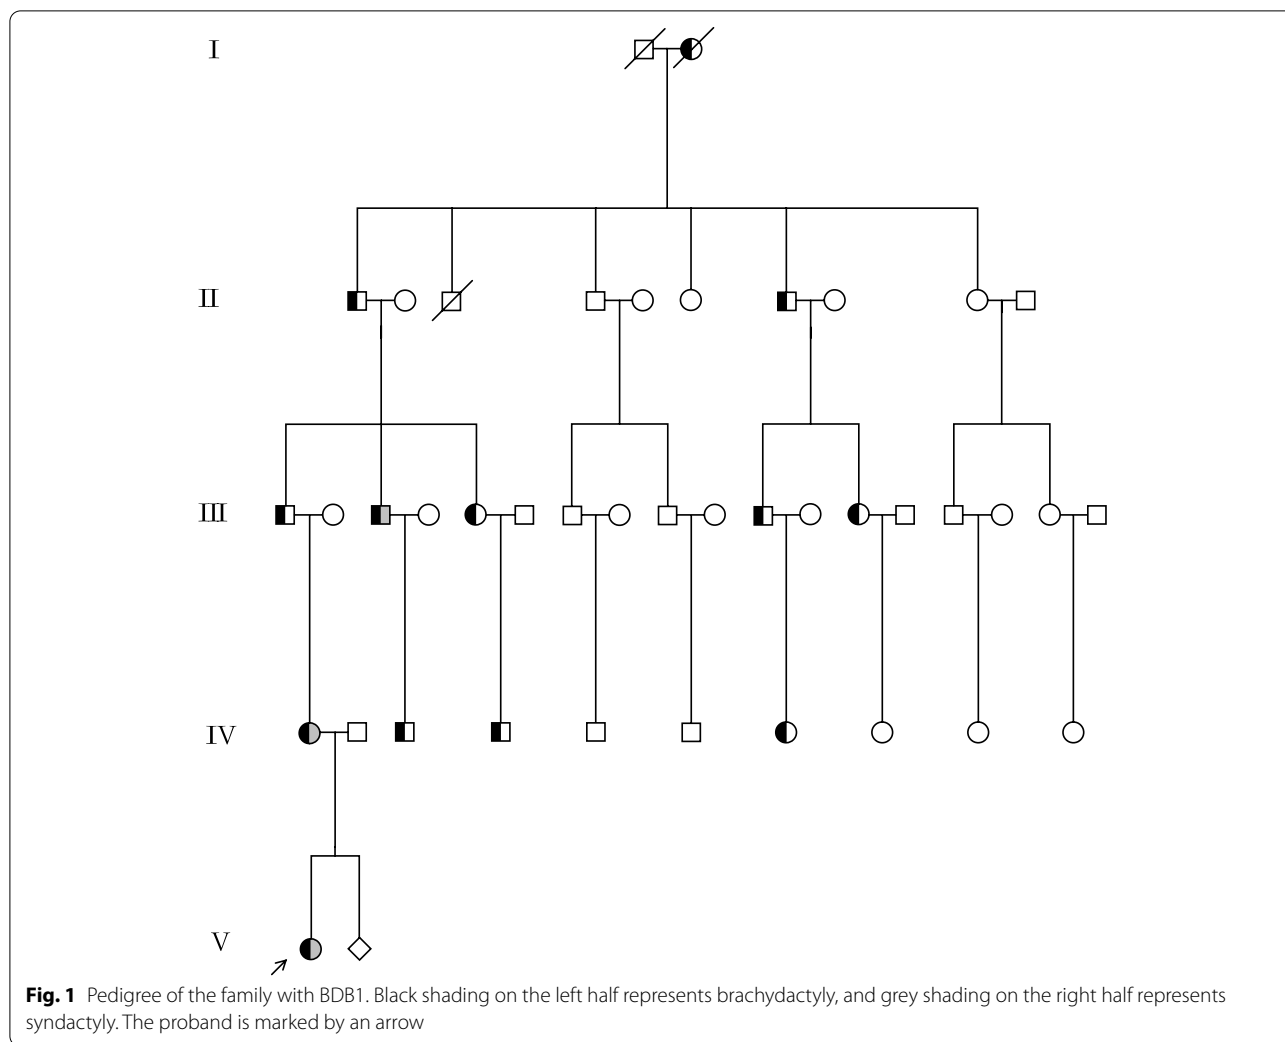 I
II
III
IV
V
Fig. 1 Pedigree of the family with BDB1. Black shading on the left half represents brachydactyly, and grey shading on the right half represents
syndactyly. The proband is marked by an arrow